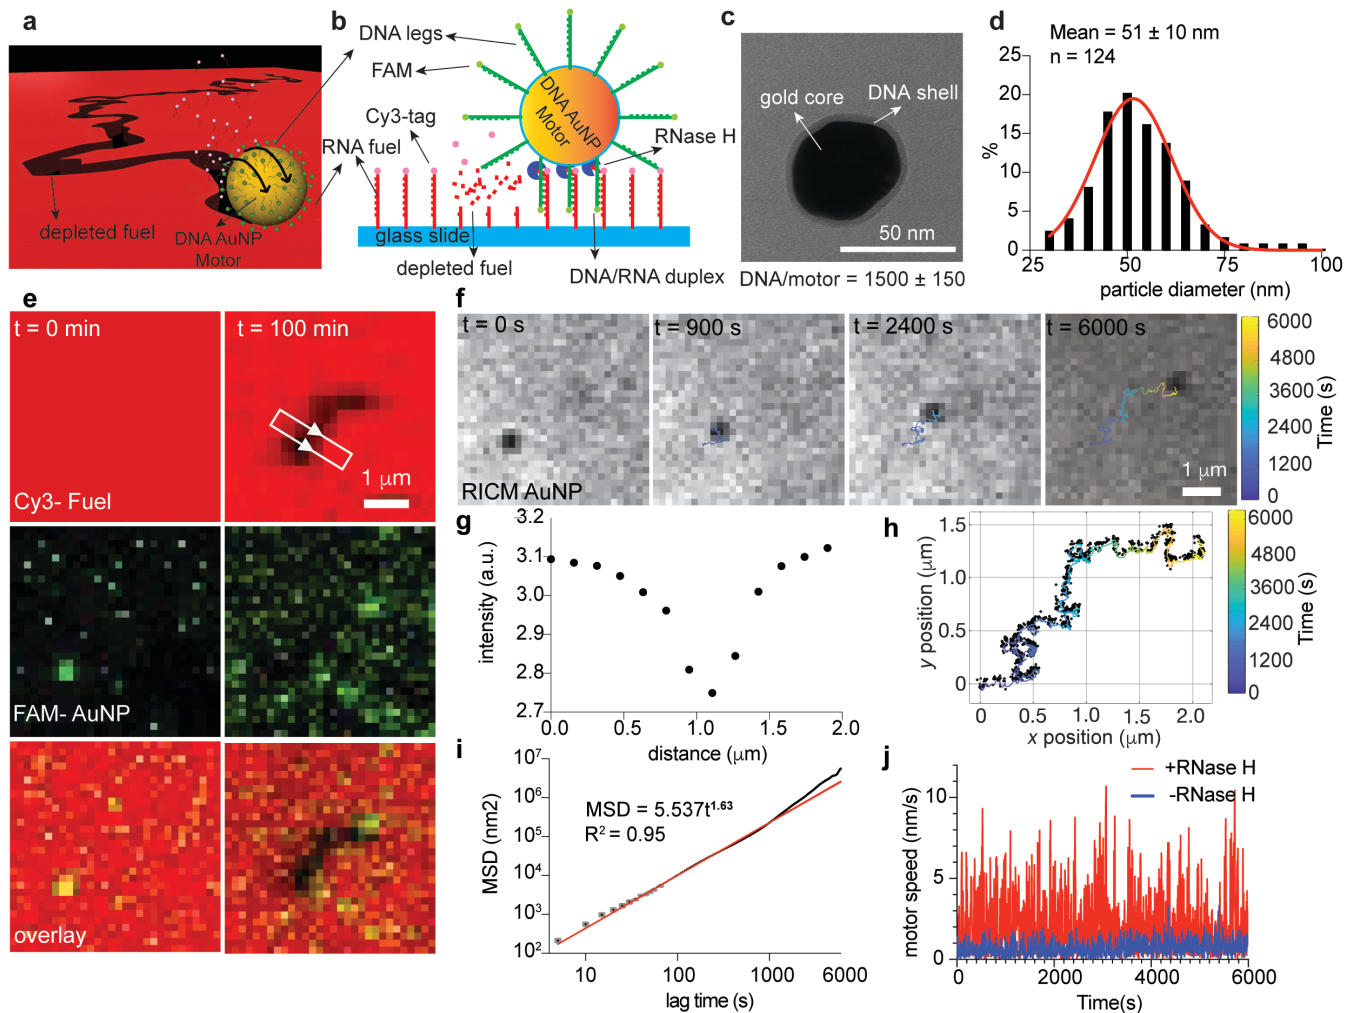 a
DNA legs
FAM
Cy3-tag
RNA fuel
depleted fuel
DNA AuNP
Motor
b
DNA AuNP
Motor
RNase H
glass slide
depleted fuel
DNA/RNA duplex
c
gold core
DNA shell
50 nm
DNA/motor = 1500 ± 150
d
Mean = 51 ± 10 nm
n = 124
25
20
15
10
5
0
%
25
50
75
100
particle diameter (nm)
e
t = 0 min
t = 100 min
Cy3- Fuel
1 μm
FAM- AuNP
overlay
f
t = 0 s
t = 900 s
t = 2400 s
t = 6000 s
RICM AuNP
1 μm
6000
4800
3600
2400
1200
0
Time (s)
g
3.2
3.1
3.0
2.9
2.8
2.7
intensity (a.u.)
0.0
0.5
1.0
1.5
2.0
distance (μm)
h
1.5
1.0
0.5
0
y position (μm)
0
0.5
1.0
1.5
2.0
x position (μm)
6000
4800
3600
2400
1200
0
Time (s)
i
10⁷
10⁶
10⁵
10⁴
10³
10²
MSD (nm2)
MSD = 5.537t¹·⁶³
R² = 0.95
10
100
1000
6000
lag time (s)
j
+RNase H
-RNase H
10
5
0
motor speed (nm/s)
0
2000
4000
6000
Time(s)